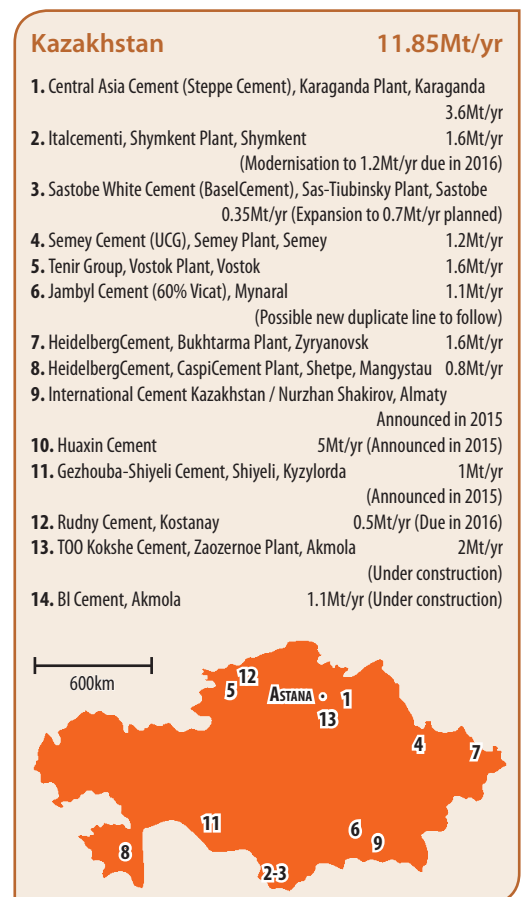 Kazakhstan 11.85Mt/yr
1. Central Asia Cement (Steppe Cement), Karaganda Plant, Karaganda
3.6Mt/yr
2. Italcementi, Shymkent Plant, Shymkent 1.6Mt/yr
(Modernisation to 1.2Mt/yr due in 2016)
3. Sastobe White Cement (BaselCement), Sas-Tiubinsky Plant, Sastobe
0.35Mt/yr (Expansion to 0.7Mt/yr planned)
4. Semey Cement (UCG), Semey Plant, Semey 1.2Mt/yr
5. Tenir Group, Vostok Plant, Vostok 1.6Mt/yr
6. Jambyl Cement (60% Vicat), Mynaral 1.1Mt/yr
(Possible new duplicate line to follow)
7. HeidelbergCement, Bukhtarma Plant, Zyryanovsk 1.6Mt/yr
8. HeidelbergCement, CaspiCement Plant, Shetpe, Mangystau 0.8Mt/yr
9. International Cement Kazakhstan / Nurzhan Shakirov, Almaty
Announced in 2015
10. Huaxin Cement 5Mt/yr (Announced in 2015)
11. Gezhouba-Shiyeli Cement, Shiyeli, Kyzylorda 1Mt/yr
(Announced in 2015)
12. Rudny Cement, Kostanay 0.5Mt/yr (Due in 2016)
13. TOO Kokshe Cement, Zaozernoe Plant, Akmola 2Mt/yr
(Under construction)
14. BI Cement, Akmola 1.1Mt/yr (Under construction)
600km
12
5
ASTANA
1
13
4
7
11
6
9
8
2-3